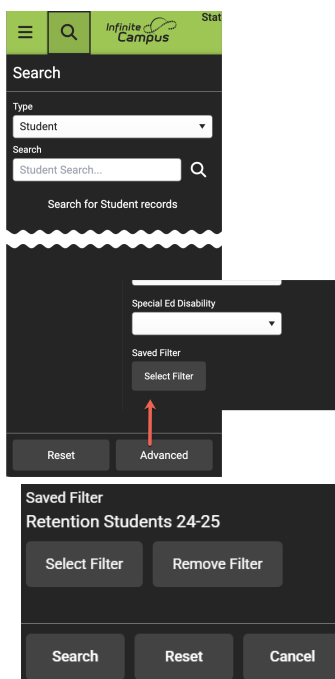 Stat
Infinite
Campus
Search
Type
Student
Search
Student Search...
Search for Student records
Special Ed Disability
Saved Filter
Select Filter
Reset Advanced
Saved Filter
Retention Students 24-25
Select Filter Remove Filter
Search Reset Cancel